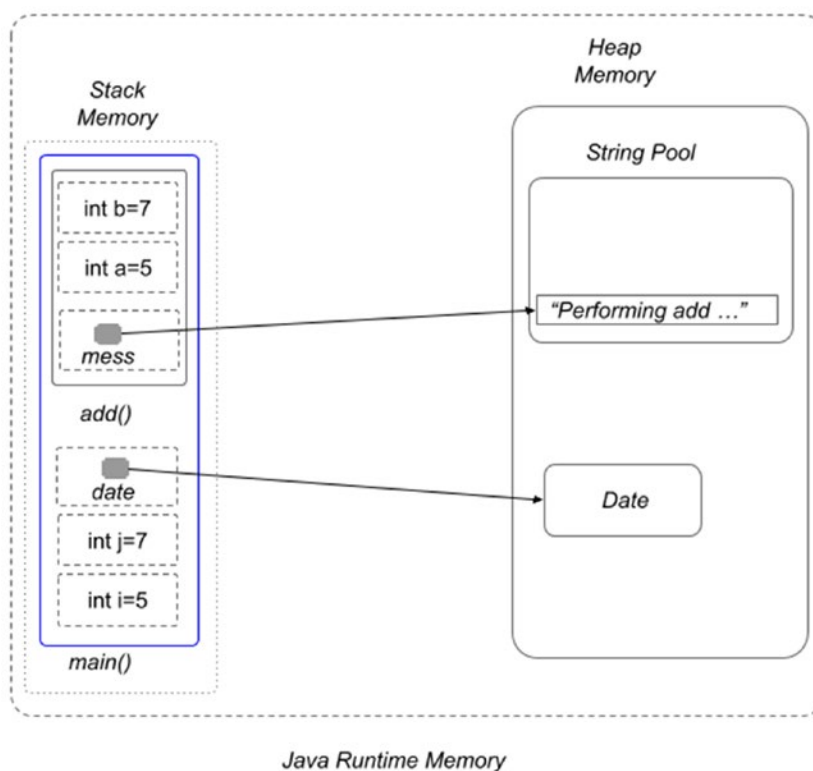 Stack
Memory
int b=7
int a=5
mess
add()
date
int j=7
int i=5
main()
Heap
Memory
String Pool
“Performing add …”
Date
Java Runtime Memory